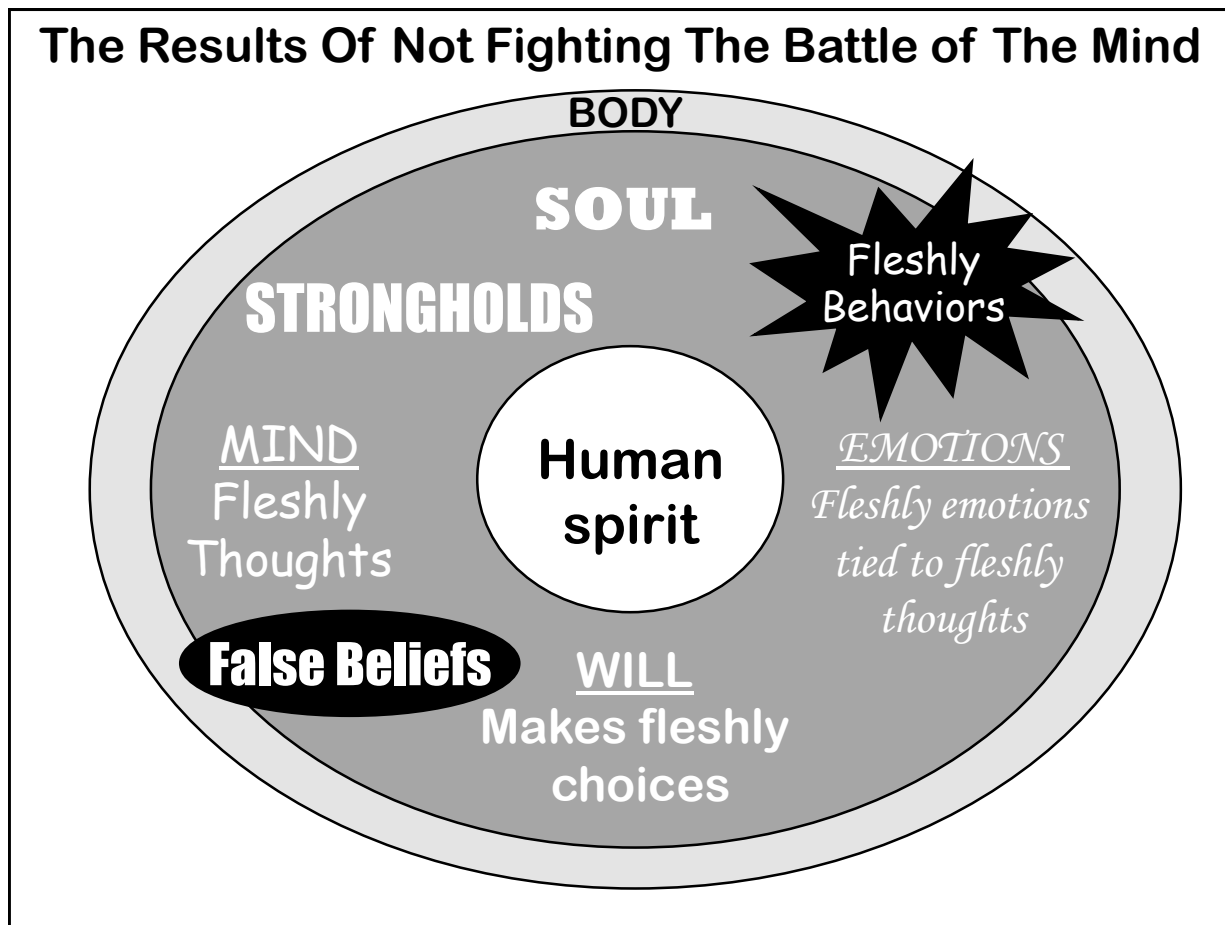 The Results Of Not Fighting The Battle of The Mind
BODY
SOUL
Fleshly
Behaviors
STRONGHOLDS
MIND
Fleshly
Thoughts
Human
spirit
EMOTIONS
Fleshly emotions
tied to fleshly
thoughts
False Beliefs
WILL
Makes fleshly
choices